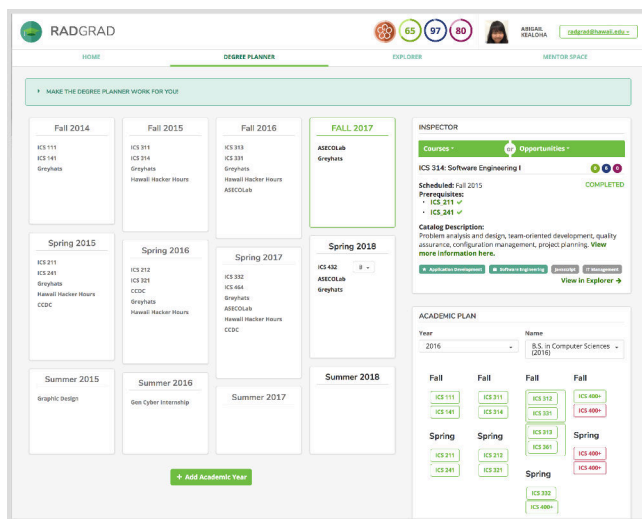 RADGRAD
65 97 80
ABIGAIL
KEALOHA
radgrad@hawaii.edu
HOME
DEGREE PLANNER
EXPLORER
MENTOR SPACE
MAKE THE DEGREE PLANNER WORK FOR YOU!
Fall 2014
ICS 111
ICS 141
Greyhats
Spring 2015
ICS 211
ICS 241
Greyhats
Hawaii Hacker Hours
CCDC
Summer 2015
Graphic Design
Fall 2015
ICS 311
ICS 314
Greyhats
Hawaii Hacker Hours
Spring 2016
ICS 212
ICS 321
CCDC
Greyhats
Hawaii Hacker Hours
Summer 2016
Gen Cyber Internship
Fall 2016
ICS 313
ICS 331
Greyhats
Hawaii Hacker Hours
ASECOLab
Spring 2017
ICS 332
ICS 464
Greyhats
ASECOLab
Hawaii Hacker Hours
CCDC
Summer 2017
FALL 2017
ASECOLab
Greyhats
Spring 2018
ICS 432 B
ASECOLab
Greyhats
Summer 2018
+ Add Academic Year
INSPECTOR
Courses
or
Opportunities
ICS 314: Software Engineering I
0 6 0
Scheduled: Fall 2015 COMPLETED
Prerequisites:
• ICS_211 ✓
• ICS_241 ✓
Catalog Description:
Problem analysis and design, team-oriented development, quality
assurance, configuration management, project planning. View
more information here.
Application Development Software Engineering Javascript IT Management
View in Explorer →
ACADEMIC PLAN
Year Name
2016 B.S. in Computer Sciences
(2016)
Fall
ICS 111
ICS 141
Spring
ICS 211
ICS 241
Fall
ICS 311
ICS 314
Spring
ICS 212
ICS 321
Fall
ICS 312
ICS 331
ICS 313
ICS 361
Spring
ICS 332
ICS 400+
Fall
ICS 400+
ICS 400+
Spring
ICS 400+
ICS 400+